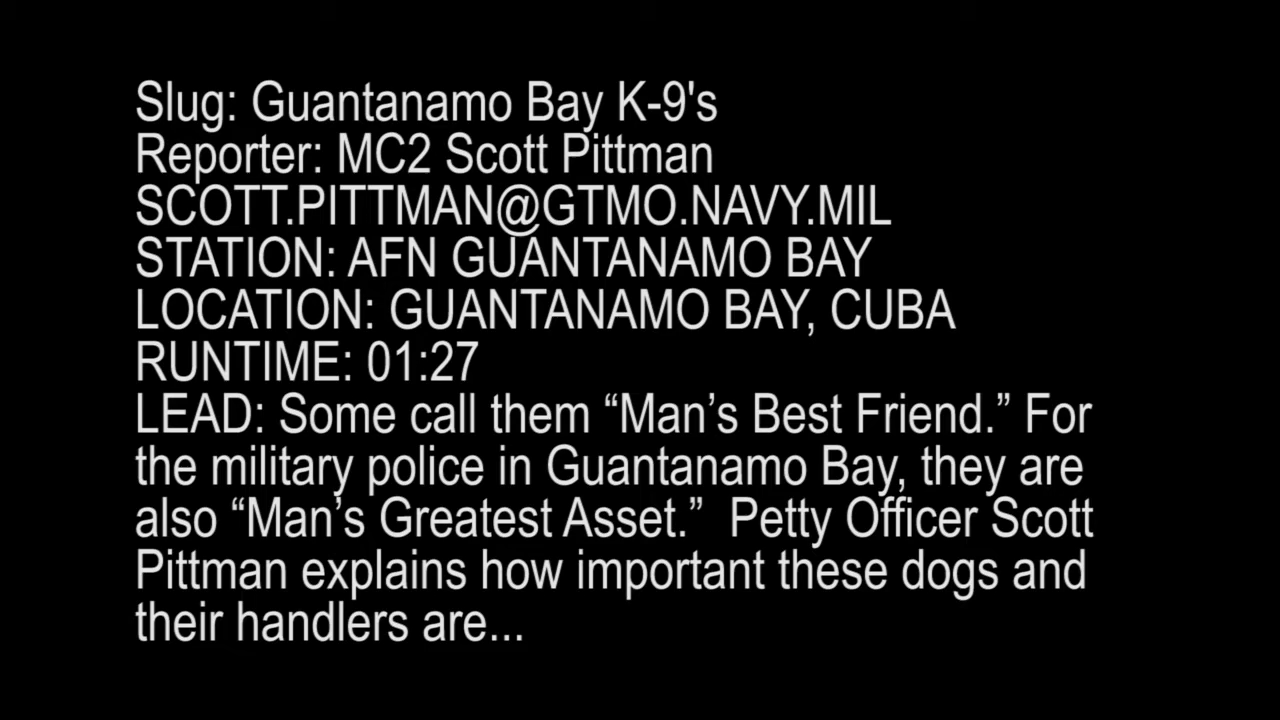 Slug: Guantanamo Bay K-9's
Reporter: MC2 Scott Pittman
SCOTT.PITTMAN@GTMO.NAVY.MIL
STATION: AFN GUANTANAMO BAY
LOCATION: GUANTANAMO BAY, CUBA
RUNTIME: 01:27
LEAD: Some call them “Man’s Best Friend.” For
the military police in Guantanamo Bay, they are
also “Man’s Greatest Asset.”  Petty Officer Scott
Pittman explains how important these dogs and
their handlers are...